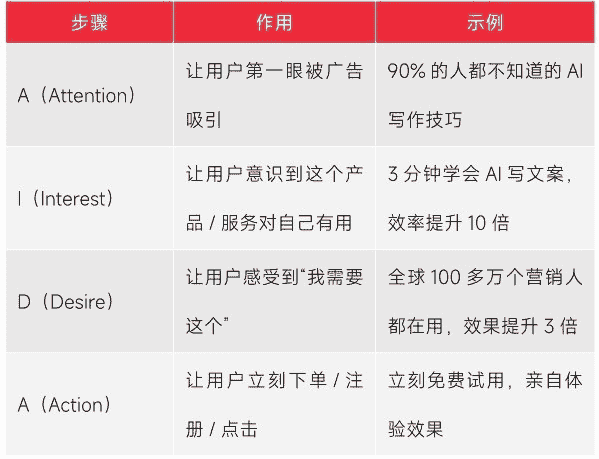 步骤 作用 示例
A（Attention） 让用户第一眼被广告吸引 90% 的人都不知道的 AI 写作技巧
I（Interest） 让用户意识到这个产品 / 服务对自己有用 3 分钟学会 AI 写文案，效率提升 10 倍
D（Desire） 让用户感受到“我需要这个” 全球 100 多万个营销人都在用，效果提升 3 倍
A（Action） 让用户立刻下单 / 注册 / 点击 立刻免费试用，亲自体验效果